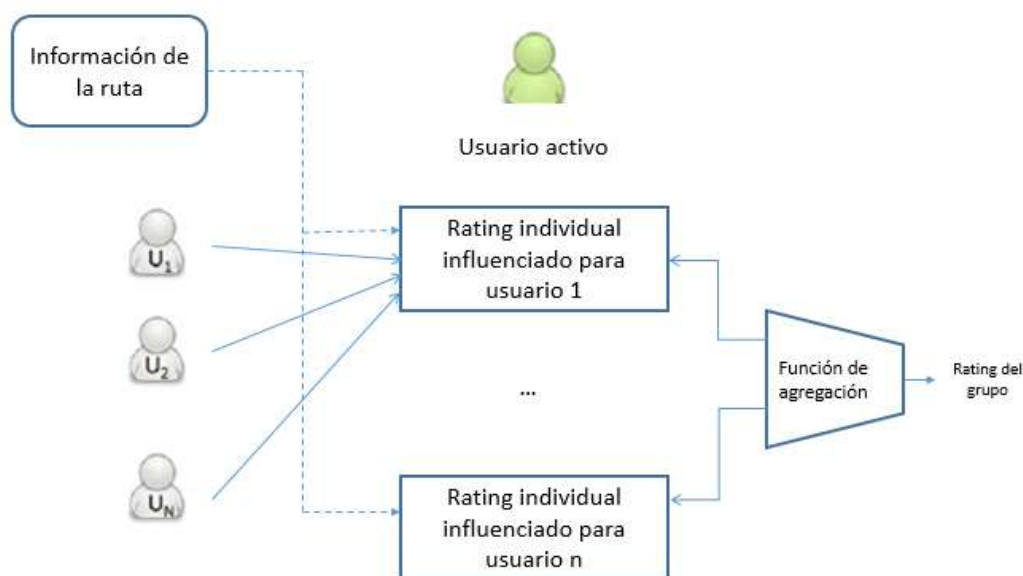 Información de
la ruta
Usuario activo
U1
U2
UN
Rating individual
influenciado para
usuario 1
...
Rating individual
influenciado para
usuario n
Función de
agregación
Rating del
grupo